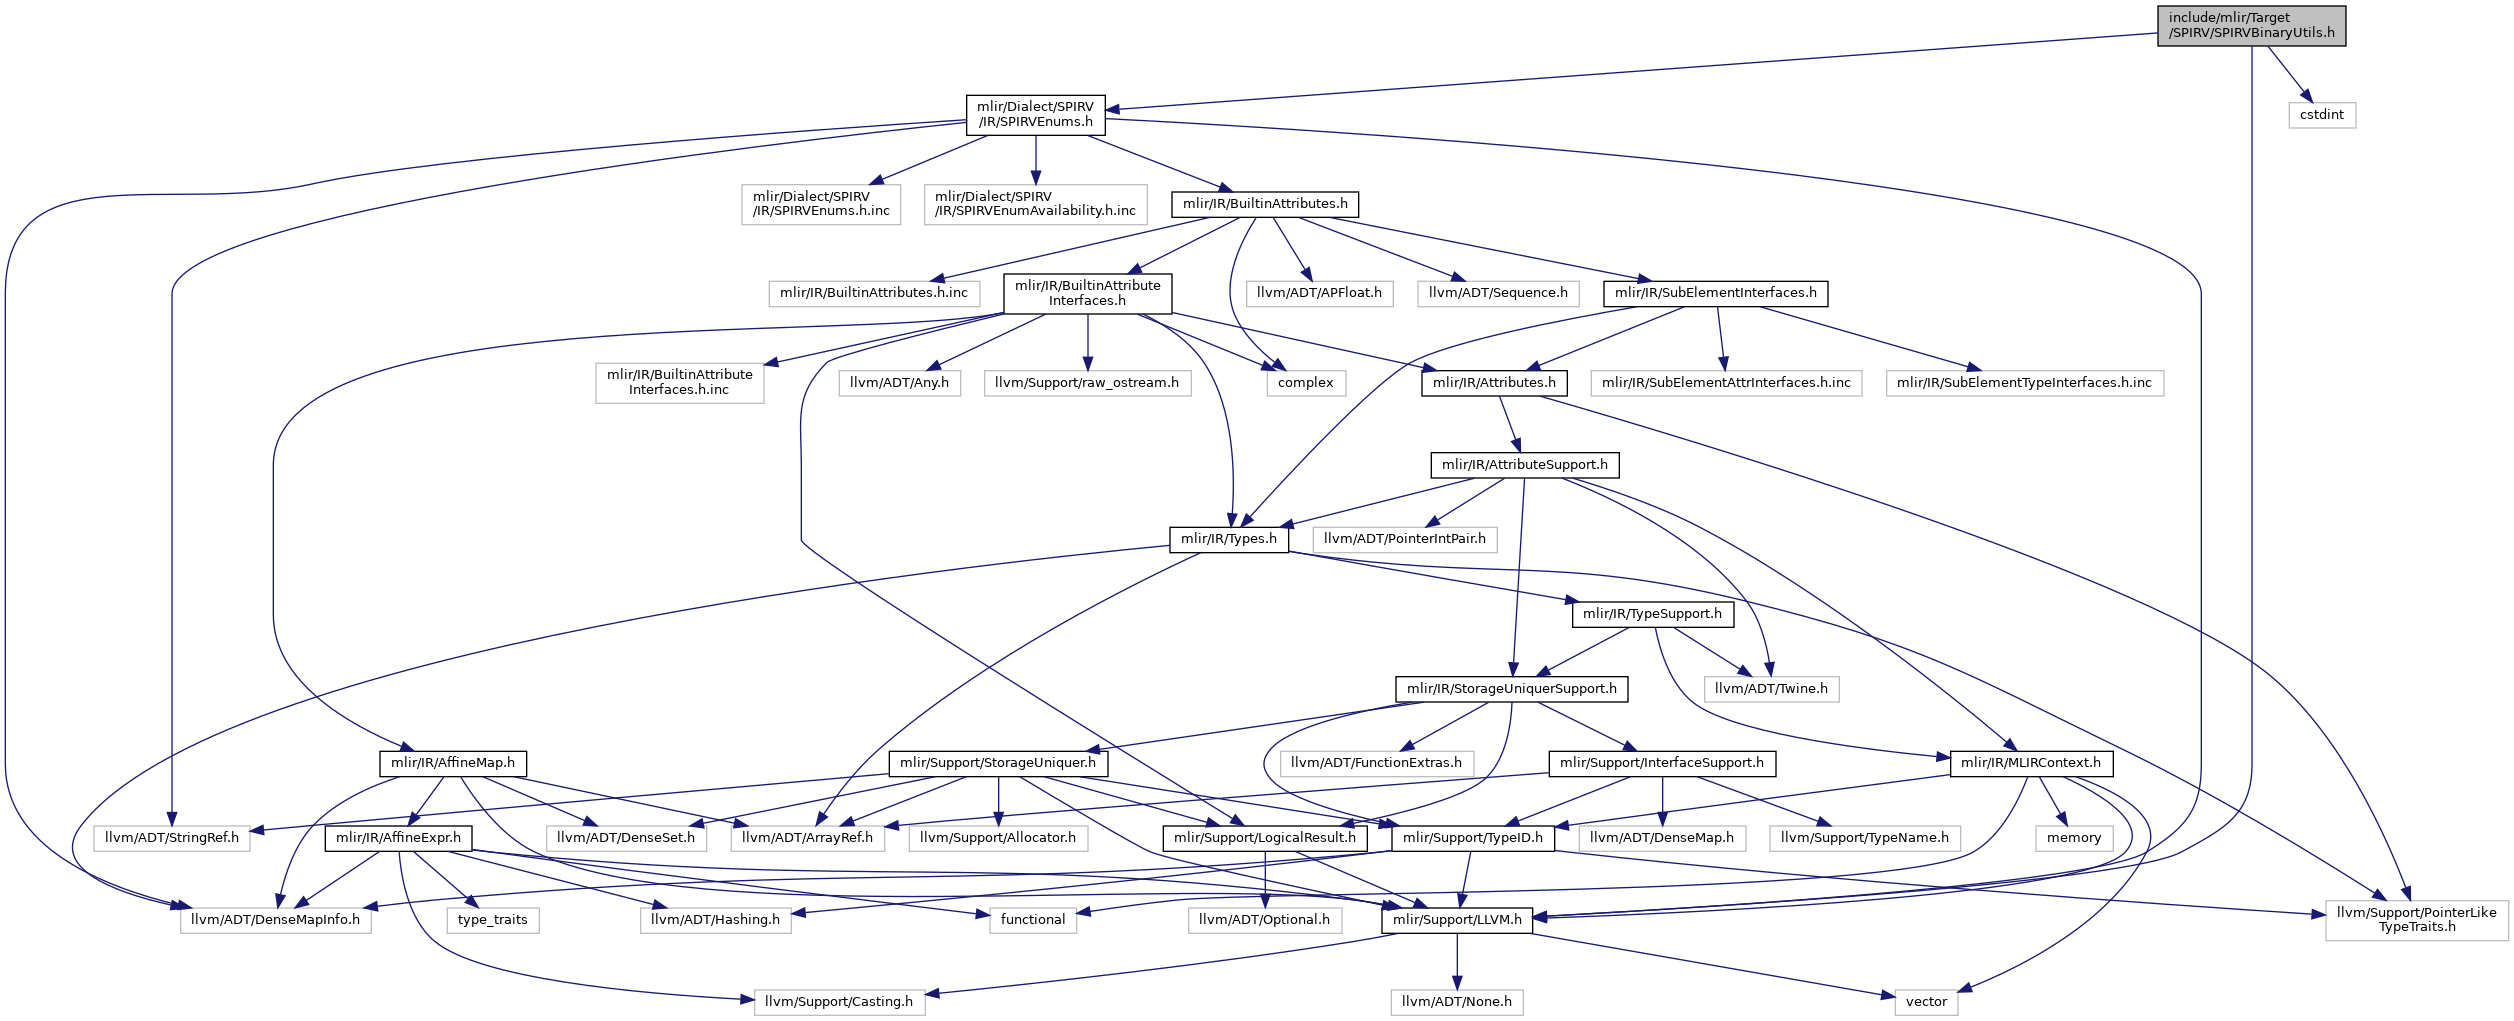 include/mlir/Target
/SPIRV/SPIRVBinaryUtils.h
mlir/Dialect/SPIRV
/IR/SPIRVEnums.h
cstdint
mlir/Dialect/SPIRV
/IR/SPIRVEnums.h.inc
mlir/Dialect/SPIRV
/IR/SPIRVEnumAvailability.h.inc
mlir/IR/BuiltinAttributes.h
mlir/IR/BuiltinAttributes.h.inc
mlir/IR/BuiltinAttribute
Interfaces.h
llvm/ADT/APFloat.h
llvm/ADT/Sequence.h
mlir/IR/SubElementInterfaces.h
mlir/IR/BuiltinAttribute
Interfaces.h.inc
llvm/ADT/Any.h
llvm/Support/raw_ostream.h
complex
mlir/IR/Attributes.h
mlir/IR/SubElementAttrInterfaces.h.inc
mlir/IR/SubElementTypeInterfaces.h.inc
mlir/IR/AttributeSupport.h
mlir/IR/Types.h
llvm/ADT/PointerIntPair.h
mlir/IR/TypeSupport.h
mlir/IR/StorageUniquerSupport.h
llvm/ADT/Twine.h
mlir/IR/AffineMap.h
mlir/Support/StorageUniquer.h
llvm/ADT/FunctionExtras.h
mlir/Support/InterfaceSupport.h
mlir/IR/MLIRContext.h
llvm/ADT/StringRef.h
mlir/IR/AffineExpr.h
llvm/ADT/DenseSet.h
llvm/ADT/ArrayRef.h
llvm/Support/Allocator.h
mlir/Support/LogicalResult.h
mlir/Support/TypeID.h
llvm/ADT/DenseMap.h
llvm/Support/TypeName.h
memory
llvm/ADT/DenseMapInfo.h
type_traits
llvm/ADT/Hashing.h
functional
llvm/ADT/Optional.h
mlir/Support/LLVM.h
llvm/Support/PointerLike
TypeTraits.h
llvm/Support/Casting.h
llvm/ADT/None.h
vector